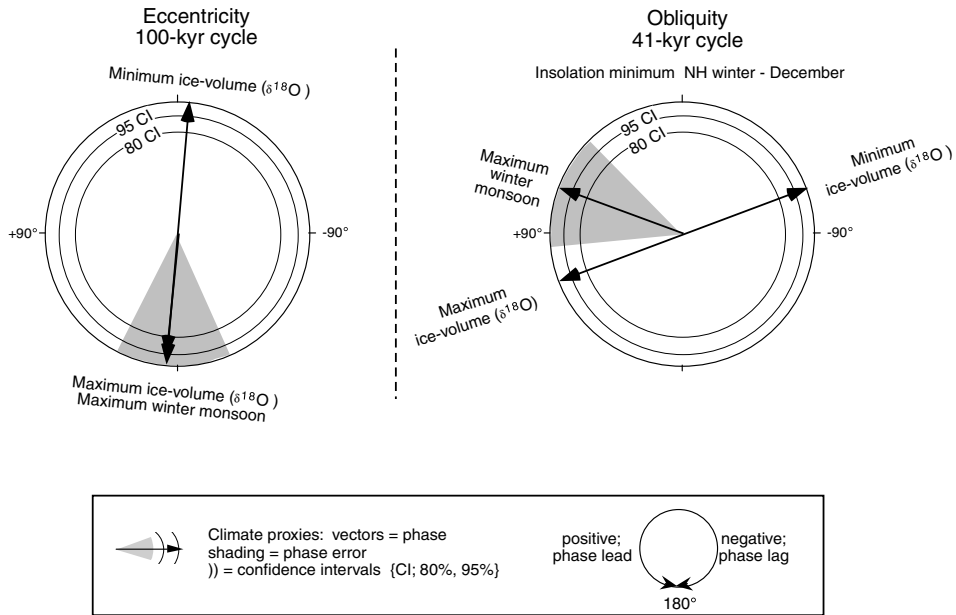 Eccentricity
100-kyr cycle
Minimum ice-volume (δ18O)
95 CI
80 CI
+90°
-90°
Maximum ice-volume (δ18O )
Maximum winter monsoon
Obliquity
41-kyr cycle
Insolation minimum NH winter - December
95 CI
80 CI
Maximum
winter
monsoon
Minimum
ice-volume (δ18O)
+90°
-90°
Maximum
ice-volume (δ18O)
Climate proxies: vectors = phase
shading = phase error
)) = confidence intervals {CI; 80%, 95%}
positive;
phase lead
negative;
phase lag
180°